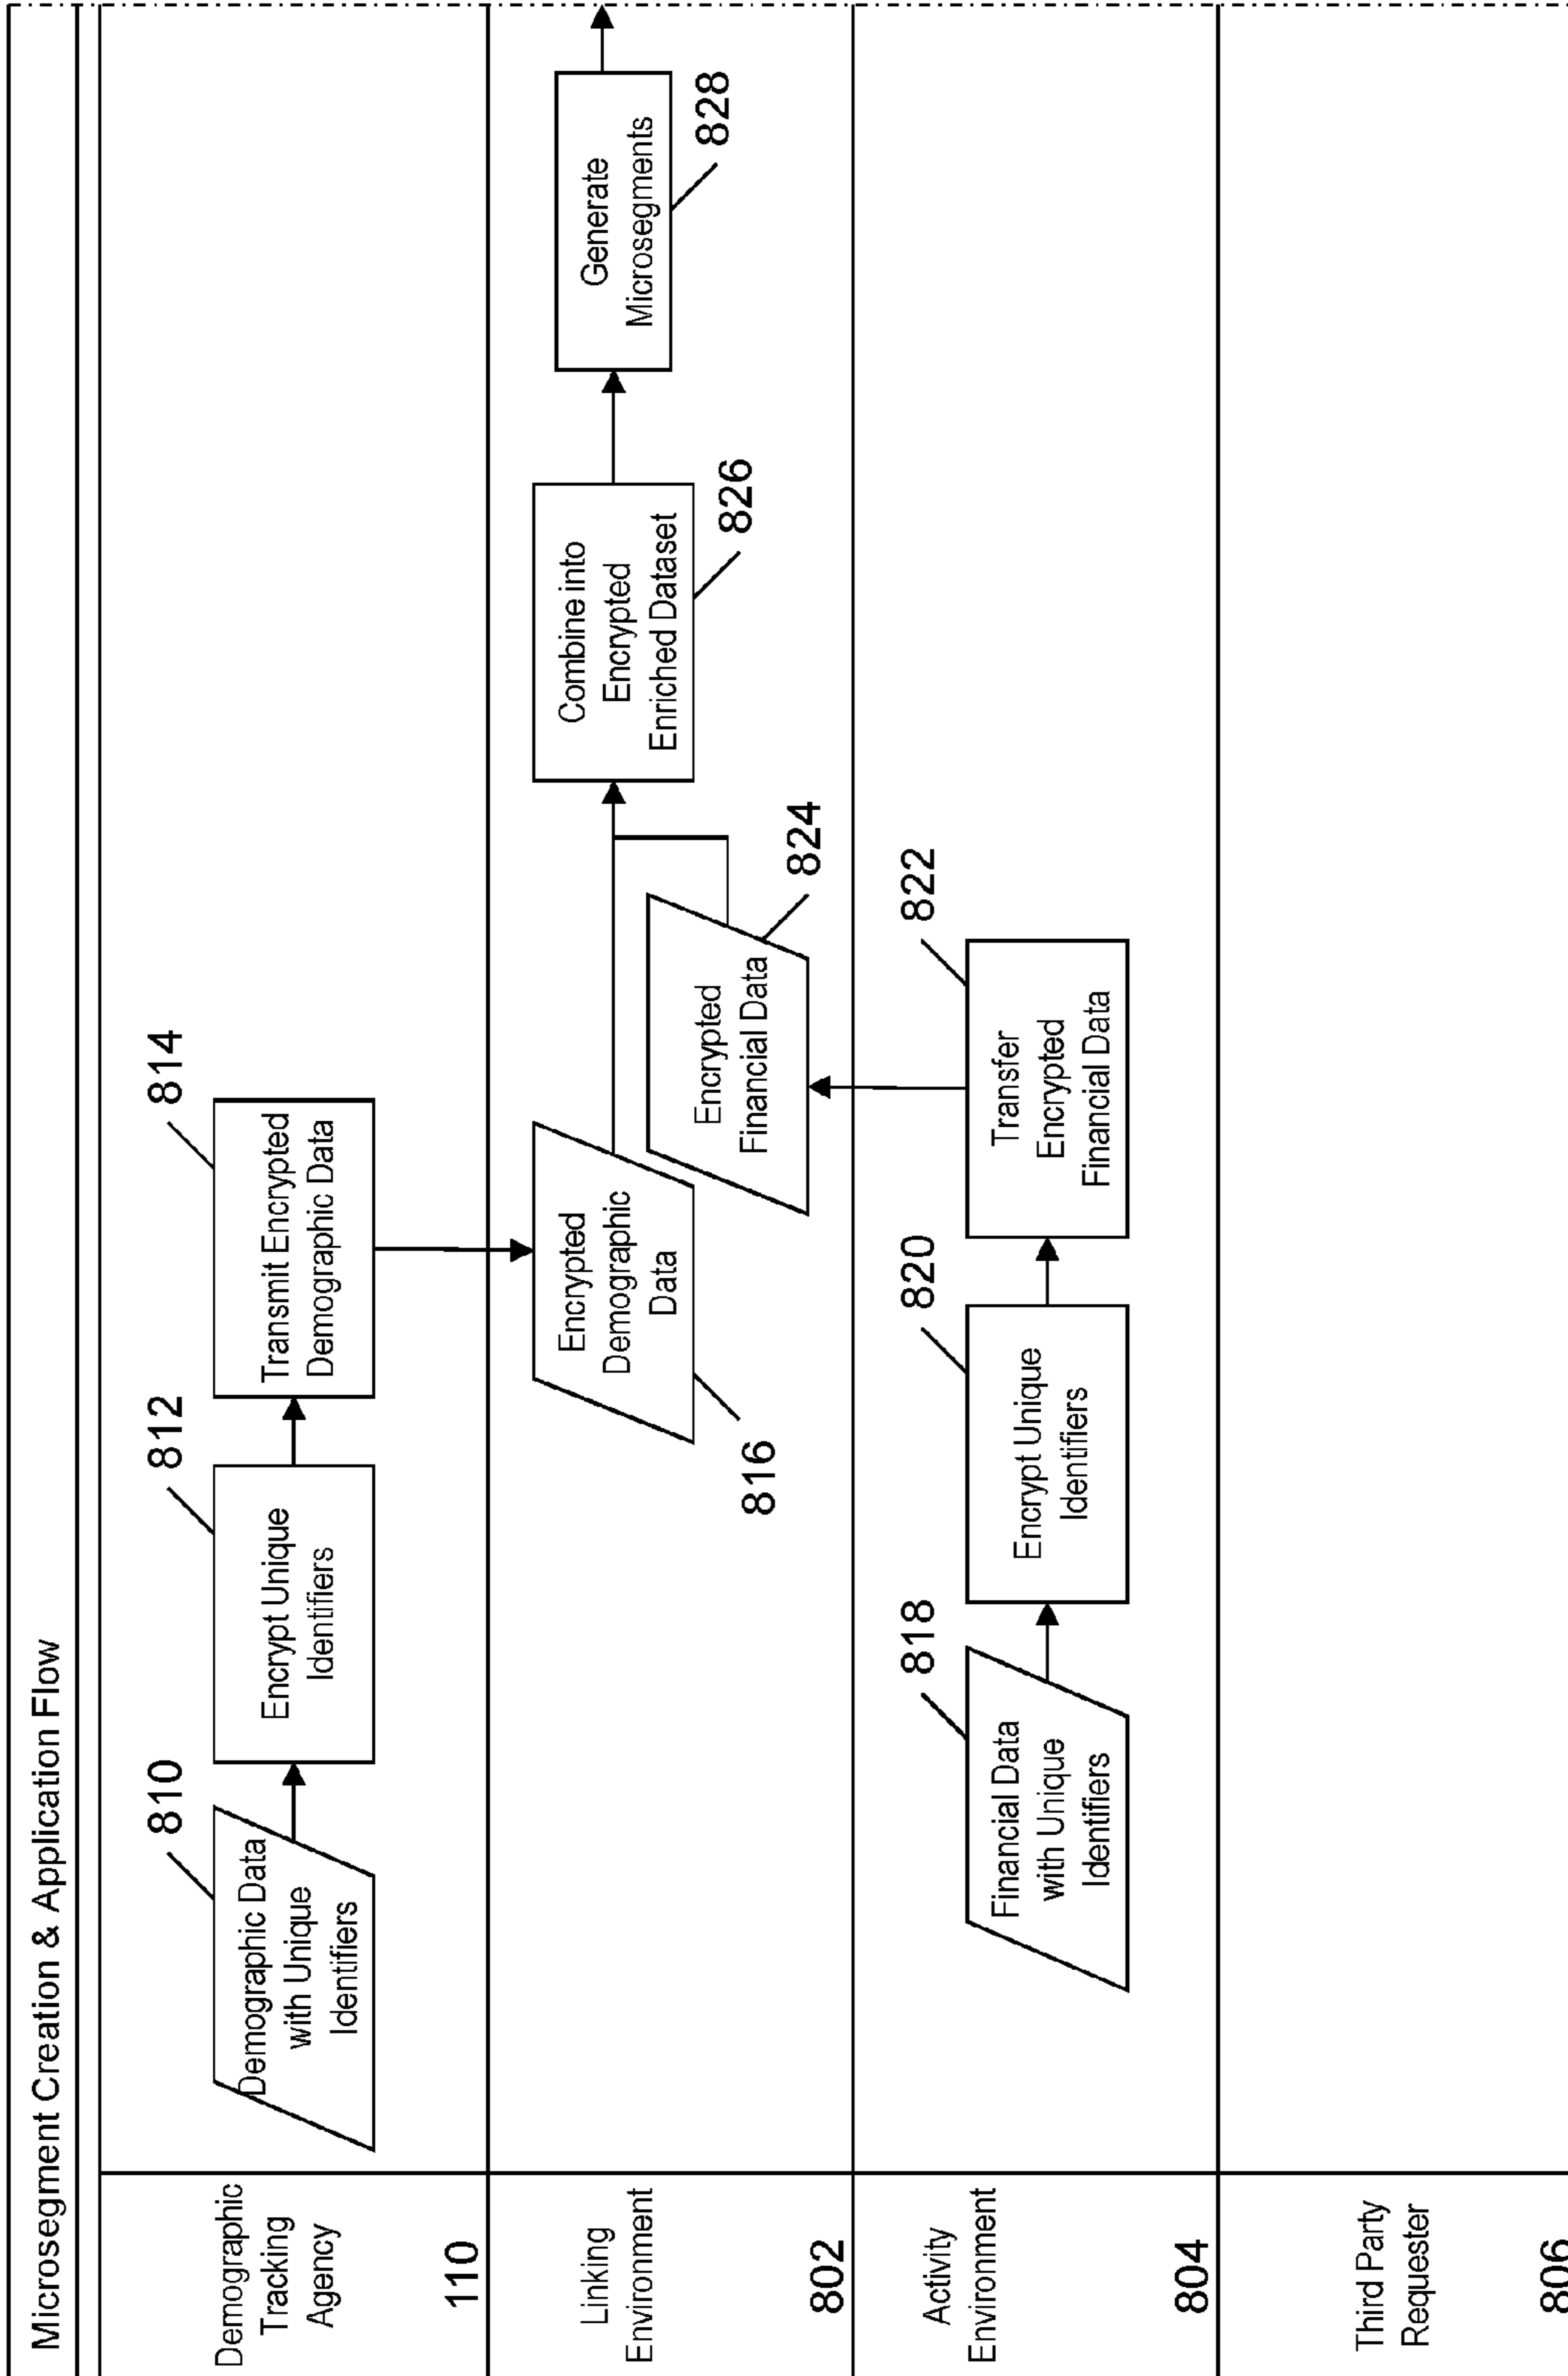 Microsegment Creation & Application Flow
Demographic
Tracking
Agency
110
810
Demographic Data
with Unique
Identifiers
812
Encrypt Unique
Identifiers
814
Transmit Encrypted
Demographic Data
Linking
Environment
802
Encrypted
Demographic
Data
816
Encrypted
Financial Data
824
Combine into
Encrypted
Enriched Dataset
826
Generate
Microsegments
828
Activity
Environment
804
818
Financial Data
with Unique
Identifiers
820
Encrypt Unique
Identifiers
822
Transfer
Encrypted
Financial Data
Third Party
Requester
806